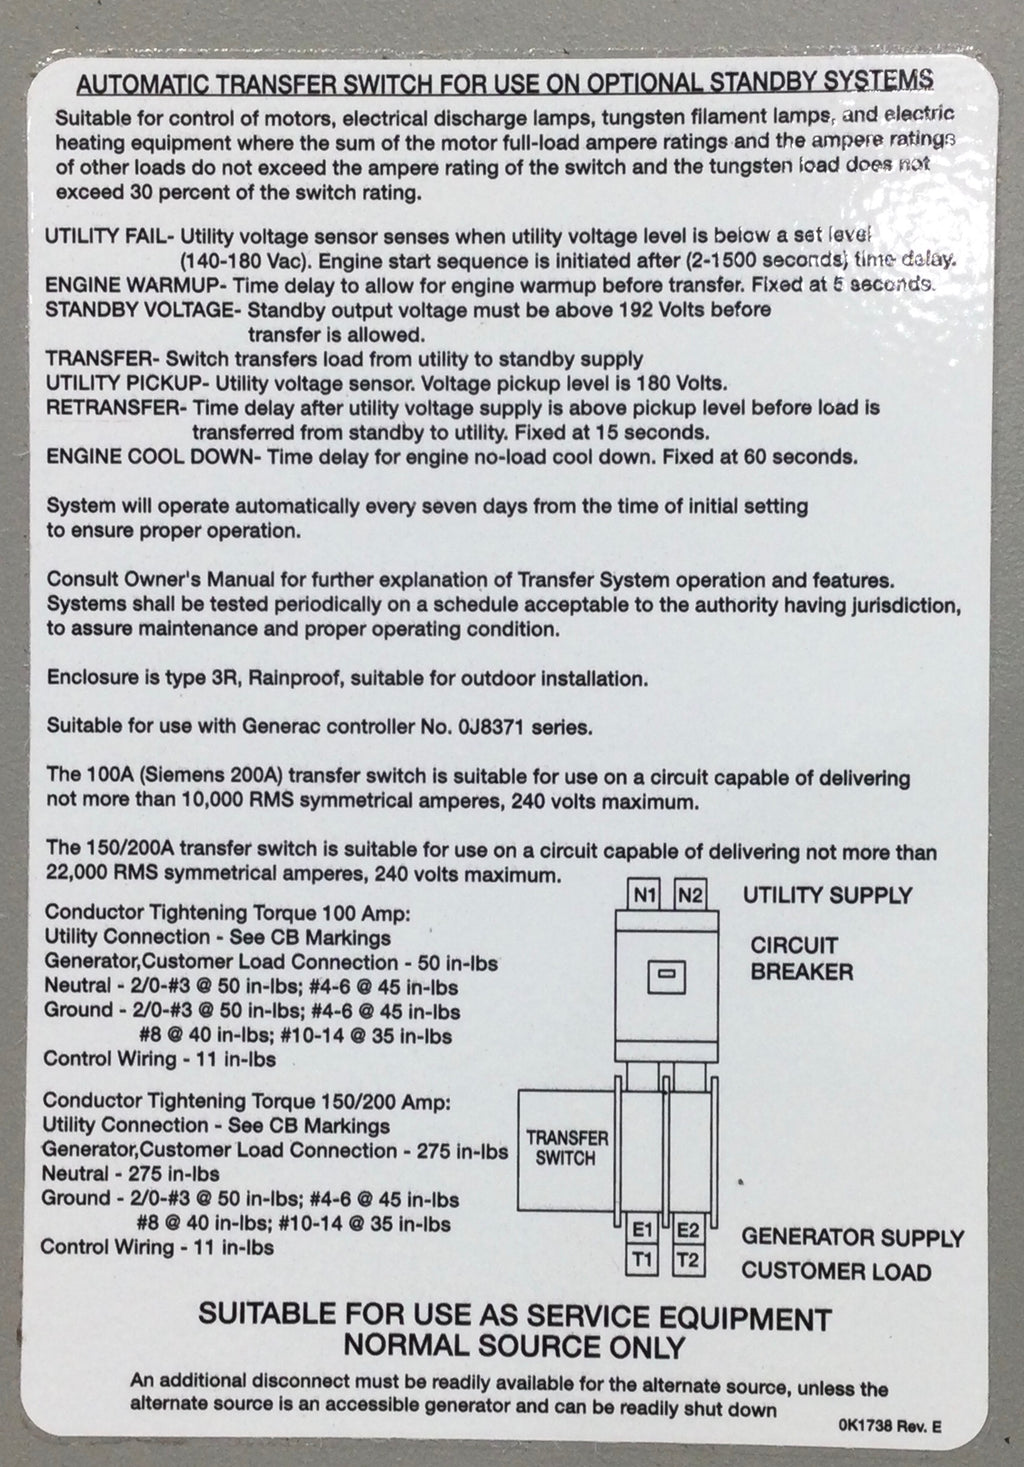 AUTOMATIC TRANSFER SWITCH FOR USE ON OPTIONAL STANDBY SYSTEMS
Suitable for control of motors, electrical discharge lamps, tungsten filament lamps, and electric
heating equipment where the sum of the motor full-load ampere ratings and the ampere ratings
of other loads do not exceed the ampere rating of the switch and the tungsten load does not
exceed 30 percent of the switch rating.
UTILITY FAIL- Utility voltage sensor senses when utility voltage level is below a set level
(140-180 Vac). Engine start sequence is initiated after (2-1500 seconds) time delay.
ENGINE WARMUP- Time delay to allow for engine warmup before transfer. Fixed at 5 seconds.
STANDBY VOLTAGE- Standby output voltage must be above 192 Volts before
transfer is allowed.
TRANSFER- Switch transfers load from utility to standby supply
UTILITY PICKUP- Utility voltage sensor. Voltage pickup level is 180 Volts.
RETRANSFER- Time delay after utility voltage supply is above pickup level before load is
transferred from standby to utility. Fixed at 15 seconds.
ENGINE COOL DOWN- Time delay for engine no-load cool down. Fixed at 60 seconds.
System will operate automatically every seven days from the time of initial setting
to ensure proper operation.
Consult Owner's Manual for further explanation of Transfer System operation and features.
Systems shall be tested periodically on a schedule acceptable to the authority having jurisdiction,
to assure maintenance and proper operating condition.
Enclosure is type 3R, Rainproof, suitable for outdoor installation.
Suitable for use with Generac controller No. 0J8371 series.
The 100A (Siemens 200A) transfer switch is suitable for use on a circuit capable of delivering
not more than 10,000 RMS symmetrical amperes, 240 volts maximum.
The 150/200A transfer switch is suitable for use on a circuit capable of delivering not more than
22,000 RMS symmetrical amperes, 240 volts maximum.
Conductor Tightening Torque 100 Amp:
Utility Connection - See CB Markings
Generator,Customer Load Connection - 50 in-lbs
Neutral - 2/0-#3 @ 50 in-lbs; #4-6 @ 45 in-lbs
Ground - 2/0-#3 @ 50 in-lbs; #4-6 @ 45 in-lbs
#8 @ 40 in-lbs; #10-14 @ 35 in-lbs
Control Wiring - 11 in-lbs
Conductor Tightening Torque 150/200 Amp:
Utility Connection - See CB Markings
Generator,Customer Load Connection - 275 in-lbs
Neutral - 275 in-lbs
Ground - 2/0-#3 @ 50 in-lbs; #4-6 @ 45 in-lbs
#8 @ 40 in-lbs; #10-14 @ 35 in-lbs
Control Wiring - 11 in-lbs
N1 N2 UTILITY SUPPLY
CIRCUIT
BREAKER
TRANSFER
SWITCH
E1 E2 GENERATOR SUPPLY
T1 T2 CUSTOMER LOAD
SUITABLE FOR USE AS SERVICE EQUIPMENT
NORMAL SOURCE ONLY
An additional disconnect must be readily available for the alternate source, unless the
alternate source is an accessible generator and can be readily shut down
0K1738 Rev. E